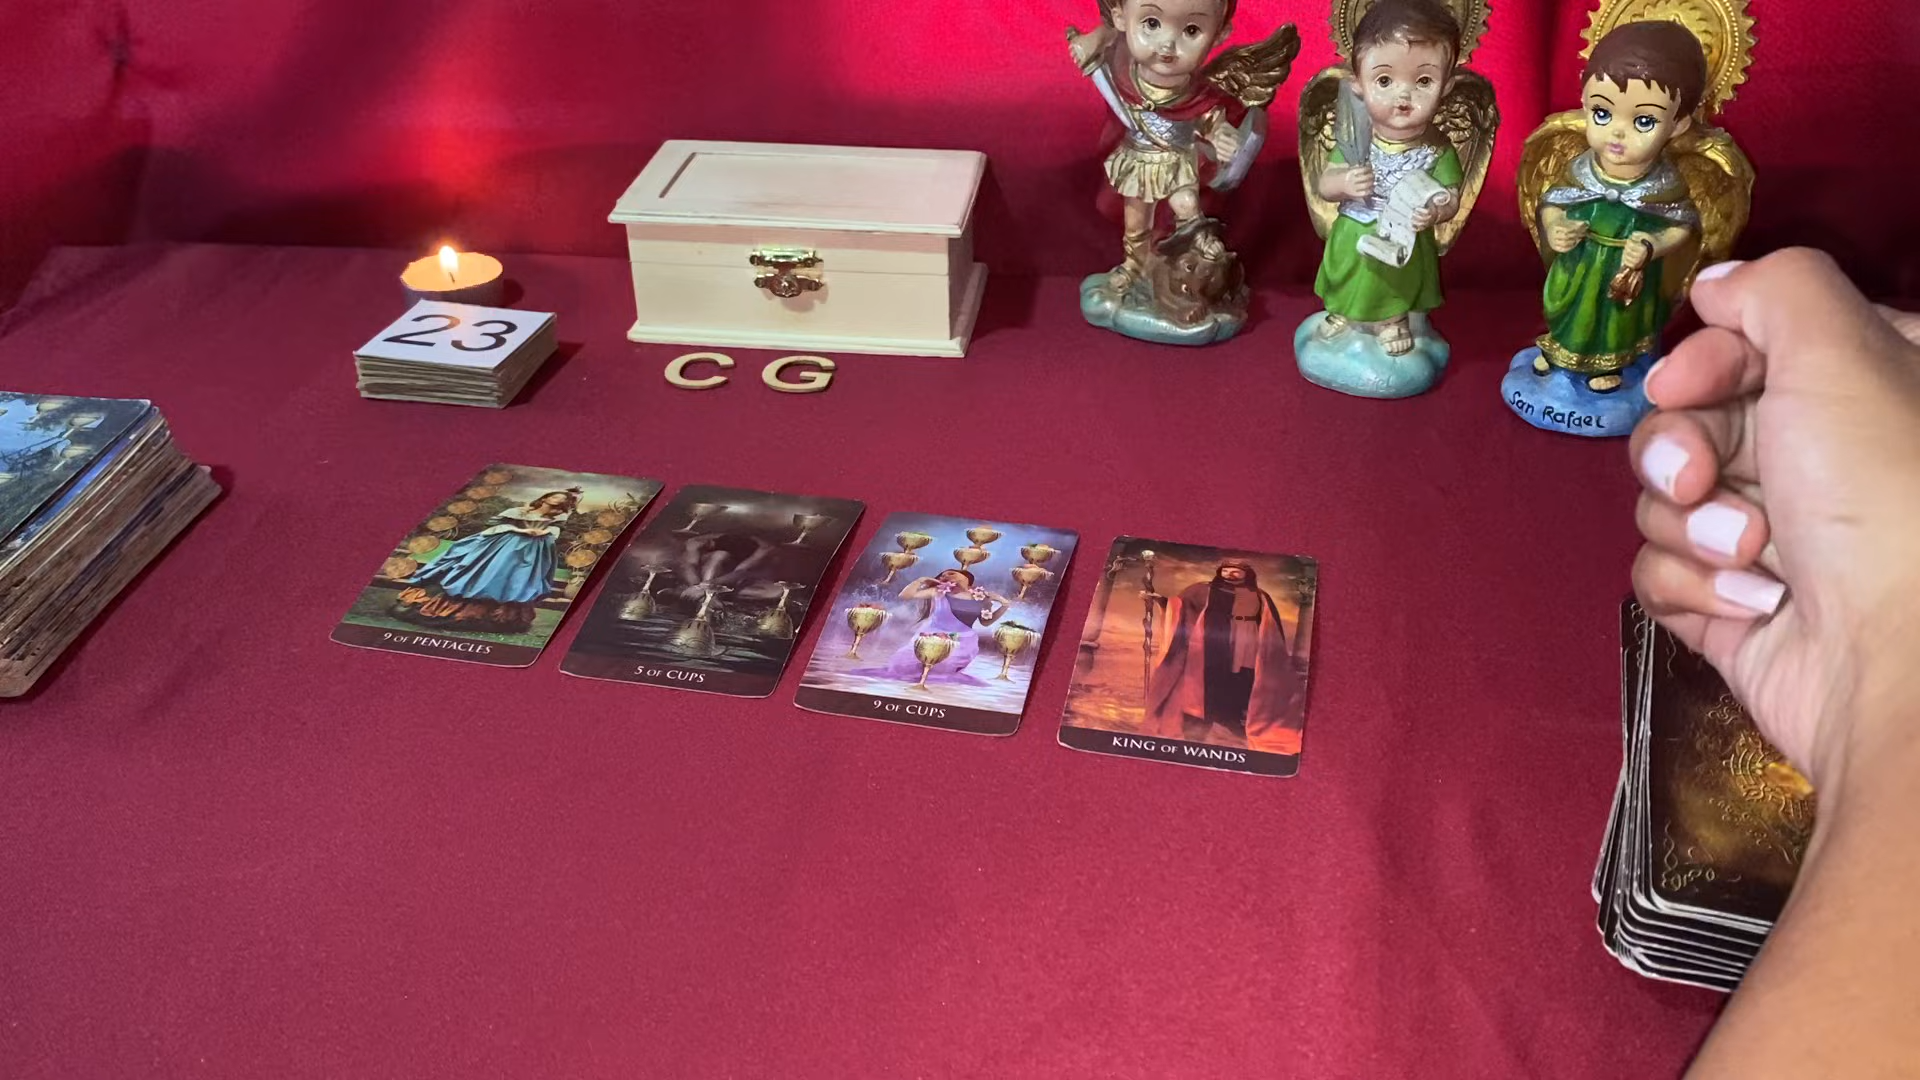 23
C G
San Rafael
9 OF PENTACLES
5 OF CUPS
9 OF CUPS
KING OF WANDS